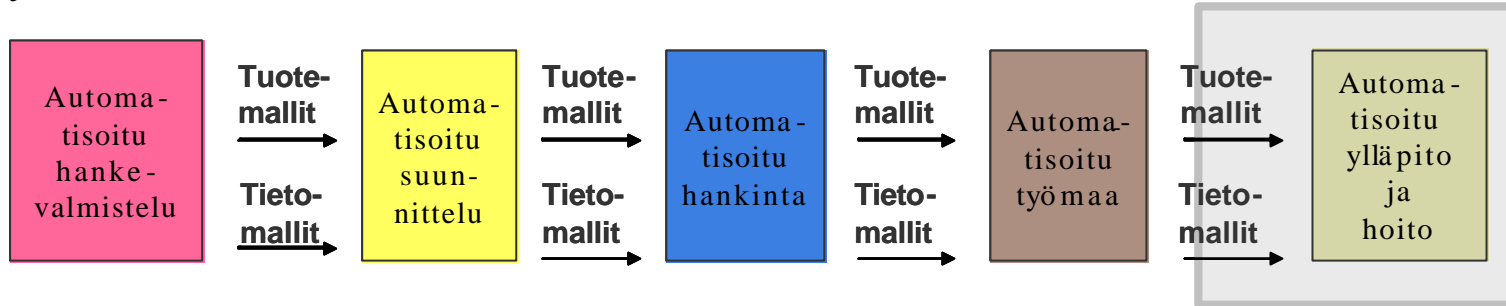 Automa-
tisoitu
hanke-
valmistelu
Tuote-
mallit
Tieto-
mallit
Automa-
tisoitu
suun-
nittelu
Tuote-
mallit
Tieto-
mallit
Automa-
tisoitu
hankinta
Tuote-
mallit
Tieto-
mallit
Automa-
tisoitu
työmaa
Tuote-
mallit
Tieto-
mallit
Automa-
tisoitu
ylläpito
ja
hoito